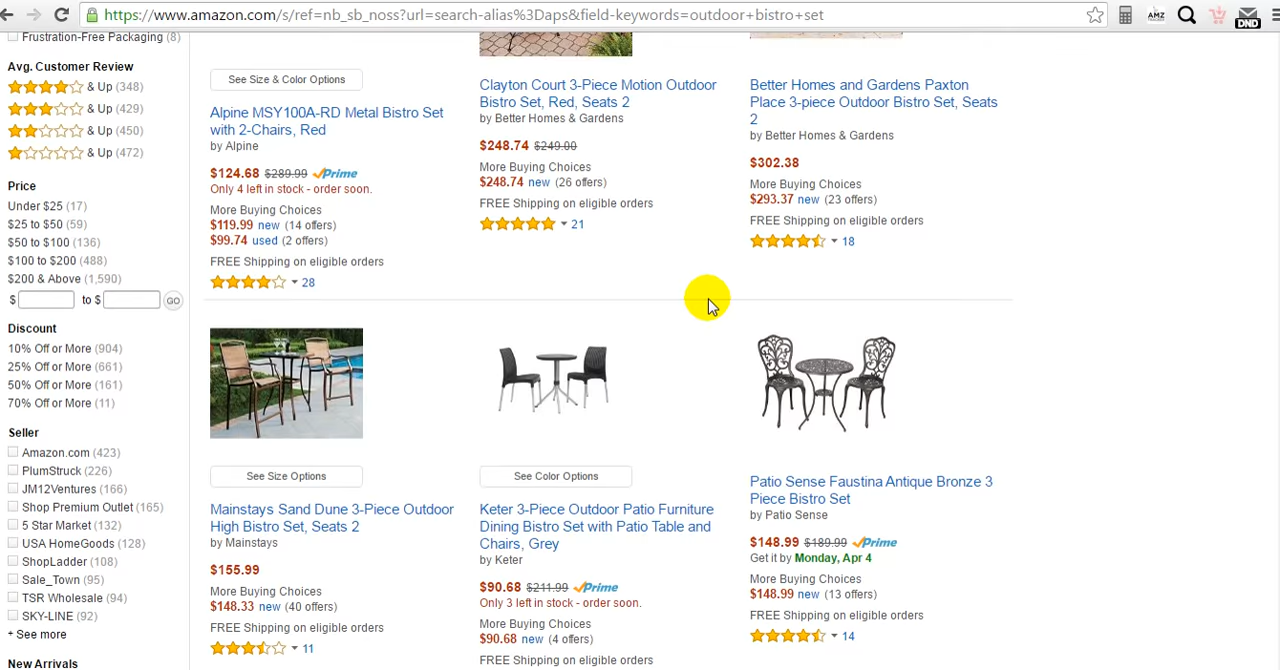 https://www.amazon.com/s/ref=nb_sb_noss?url=search-alias%3Daps&field-keywords=outdoor+bistro+set
AMZ
DND
Frustration-Free Packaging (8)
Avg. Customer Review
& Up (348)
& Up (429)
& Up (450)
& Up (472)
Price
Under $25 (17)
$25 to $50 (59)
$50 to $100 (136)
$100 to $200 (488)
$200 & Above (1,590)
$ to $ GO
Discount
10% Off or More (904)
25% Off or More (661)
50% Off or More (161)
70% Off or More (11)
Seller
Amazon.com (423)
PlumStruck (226)
JM12Ventures (166)
Shop Premium Outlet (165)
5 Star Market (132)
USA HomeGoods (128)
ShopLadder (108)
Sale_Town (95)
TSR Wholesale (94)
SKY-LINE (92)
+ See more
New Arrivals
See Size & Color Options
Alpine MSY100A-RD Metal Bistro Set
with 2-Chairs, Red
by Alpine
$124.68 $289.99 Prime
Only 4 left in stock - order soon.
More Buying Choices
$119.99 new (14 offers)
$99.74 used (2 offers)
FREE Shipping on eligible orders
28
Clayton Court 3-Piece Motion Outdoor
Bistro Set, Red, Seats 2
by Better Homes & Gardens
$248.74 $249.00
More Buying Choices
$248.74 new (26 offers)
FREE Shipping on eligible orders
21
Better Homes and Gardens Paxton
Place 3-piece Outdoor Bistro Set, Seats
2
by Better Homes & Gardens
$302.38
More Buying Choices
$293.37 new (23 offers)
FREE Shipping on eligible orders
18
See Size Options
Mainstays Sand Dune 3-Piece Outdoor
High Bistro Set, Seats 2
by Mainstays
$155.99
More Buying Choices
$148.33 new (40 offers)
FREE Shipping on eligible orders
11
See Color Options
Keter 3-Piece Outdoor Patio Furniture
Dining Bistro Set with Patio Table and
Chairs, Grey
by Keter
$90.68 $211.99 Prime
Only 3 left in stock - order soon.
More Buying Choices
$90.68 new (4 offers)
FREE Shipping on eligible orders
Patio Sense Faustina Antique Bronze 3
Piece Bistro Set
by Patio Sense
$148.99 $189.99 Prime
Get it by Monday, Apr 4
More Buying Choices
$148.99 new (13 offers)
FREE Shipping on eligible orders
14